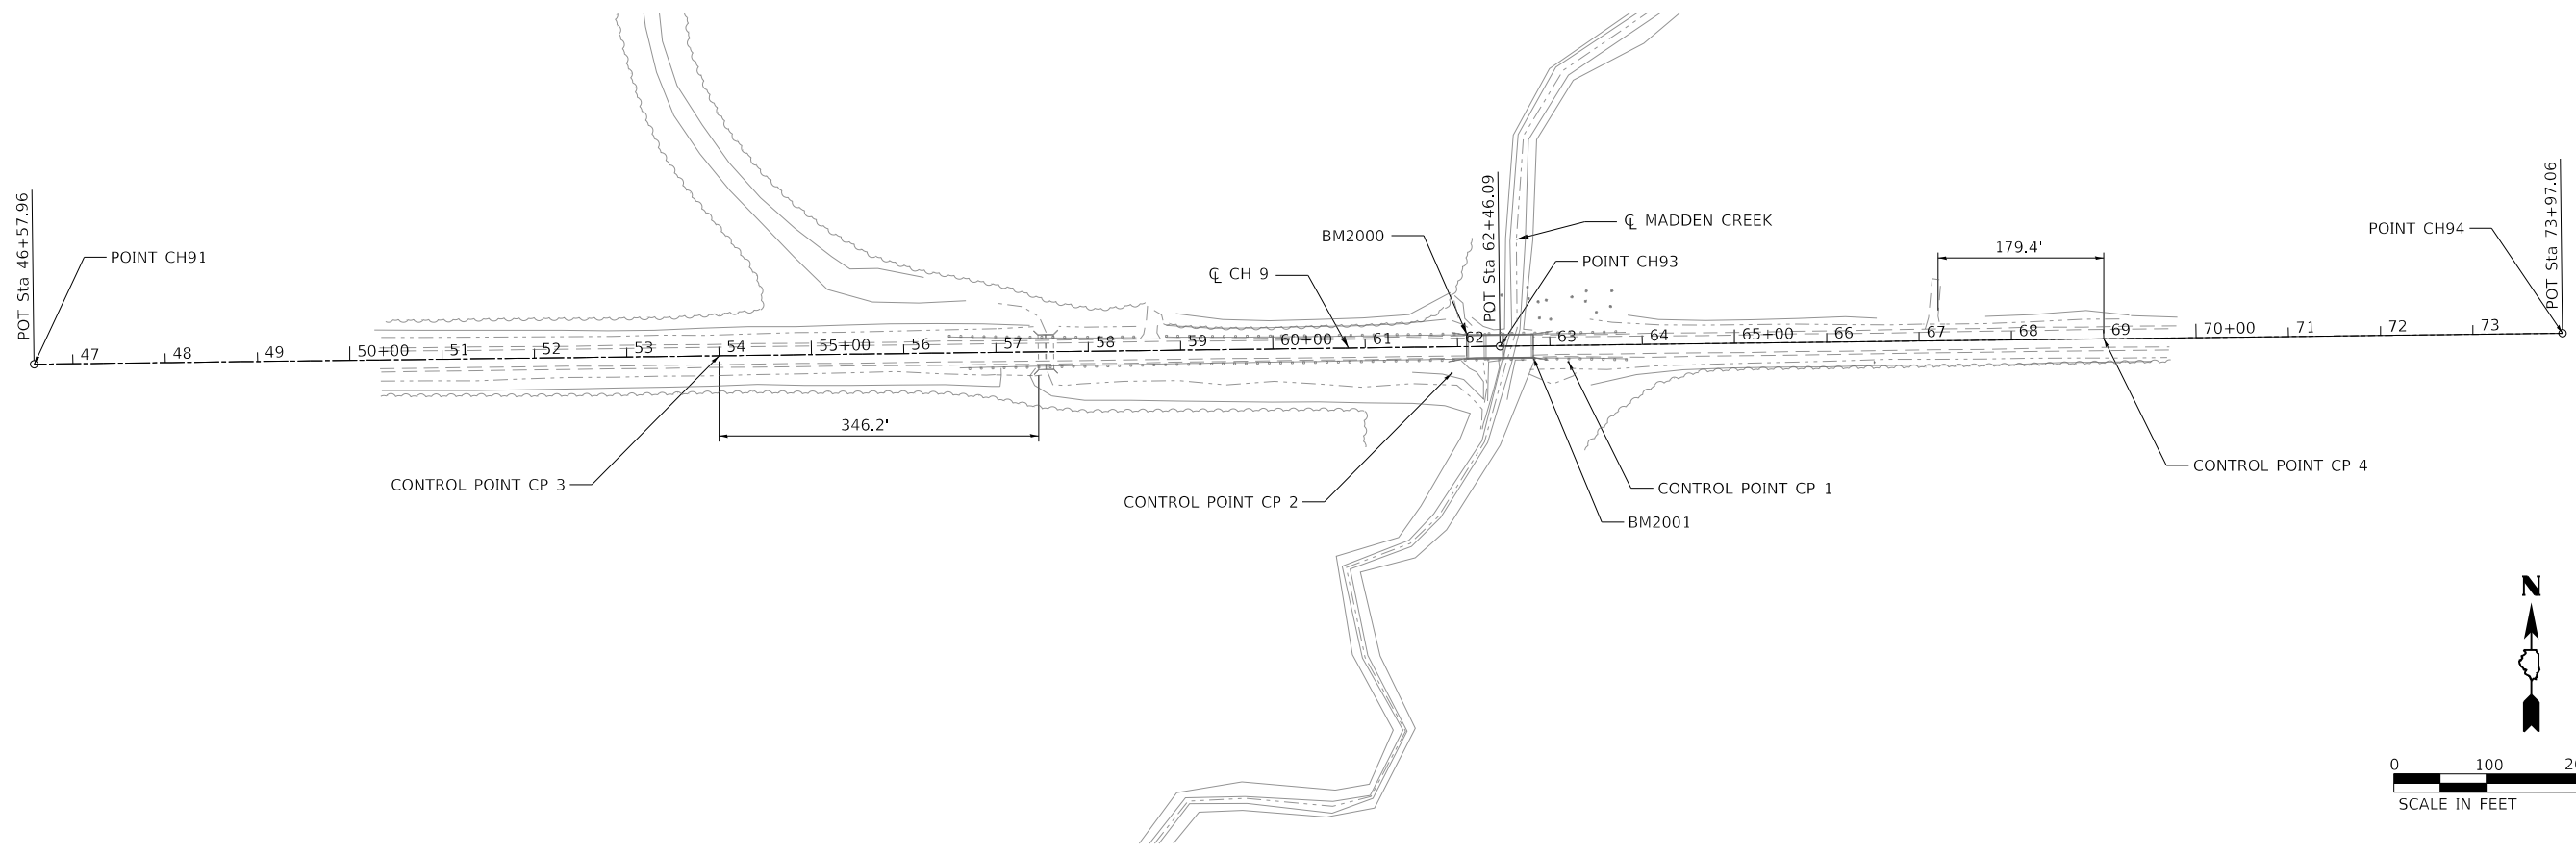 POT Sta 46+57.96
POINT CH91
47
48
49
50+00
51
52
53
54
55+00
56
57
58
59
60+00
61
62
63
64
65+00
66
67
68
69
70+00
71
72
73
346.2'
CONTROL POINT CP 3
CONTROL POINT CP 2
℄ CH 9
BM2000
POT Sta 62+46.09
℄ MADDEN CREEK
POINT CH93
CONTROL POINT CP 1
BM2001
179.4'
CONTROL POINT CP 4
POINT CH94
POT Sta 73+97.06
N
0 100
SCALE IN FEET